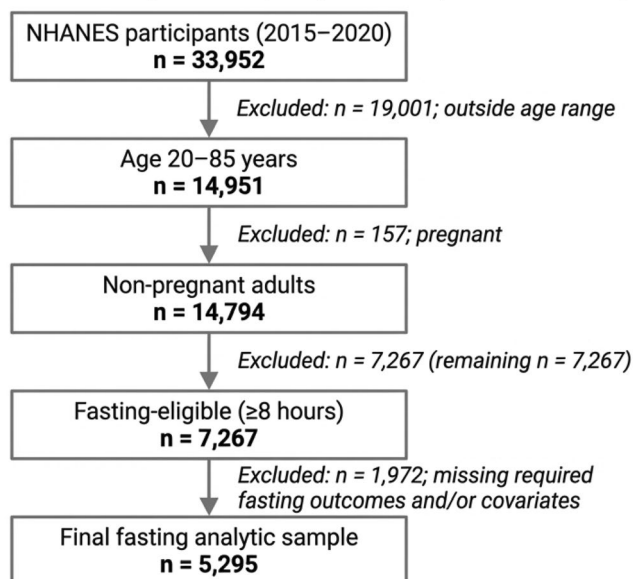 NHANES participants (2015–2020)
n = 33,952
Excluded: n = 19,001; outside age range
Age 20–85 years
n = 14,951
Excluded: n = 157; pregnant
Non-pregnant adults
n = 14,794
Excluded: n = 7,267 (remaining n = 7,267)
Fasting-eligible (≥8 hours)
n = 7,267
Excluded: n = 1,972; missing required
fasting outcomes and/or covariates
Final fasting analytic sample
n = 5,295